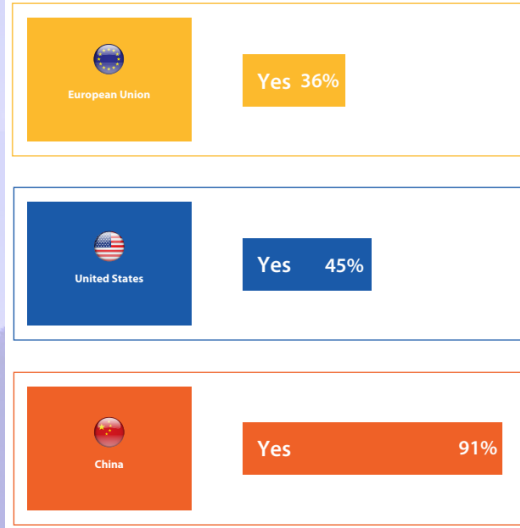 European Union
Yes 36%
United States
Yes 45%
China
Yes 91%